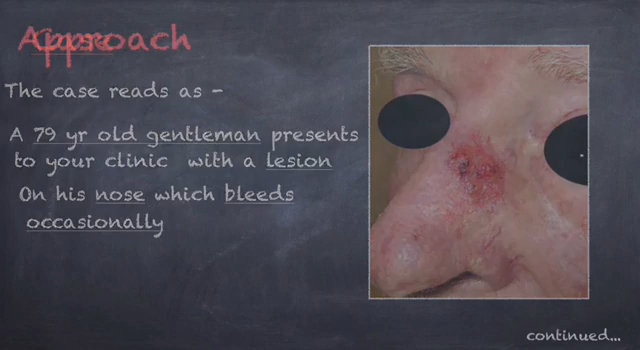 Approach
The case reads as -
A 79 yr old gentleman presents
to your clinic with a lesion
On his nose which bleeds
occasionally
continued...